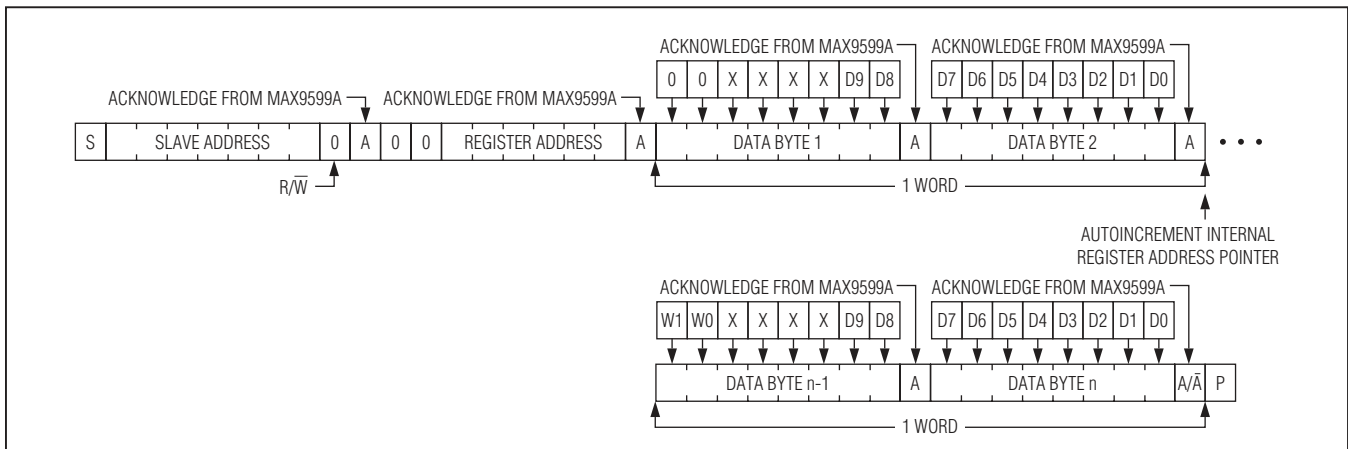 ACKNOWLEDGE FROM MAX9599A ACKNOWLEDGE FROM MAX9599A
0 0 X X X X D9 D8 D7 D6 D5 D4 D3 D2 D1 D0
ACKNOWLEDGE FROM MAX9599A ACKNOWLEDGE FROM MAX9599A
S SLAVE ADDRESS 0 A 0 0 REGISTER ADDRESS A DATA BYTE 1 A DATA BYTE 2 A • • •
R/W̅ 1 WORD
AUTOINCREMENT INTERNAL
REGISTER ADDRESS POINTER
ACKNOWLEDGE FROM MAX9599A ACKNOWLEDGE FROM MAX9599A
W1 W0 X X X X D9 D8 D7 D6 D5 D4 D3 D2 D1 D0
DATA BYTE n-1 A DATA BYTE n A/A̅ P
1 WORD